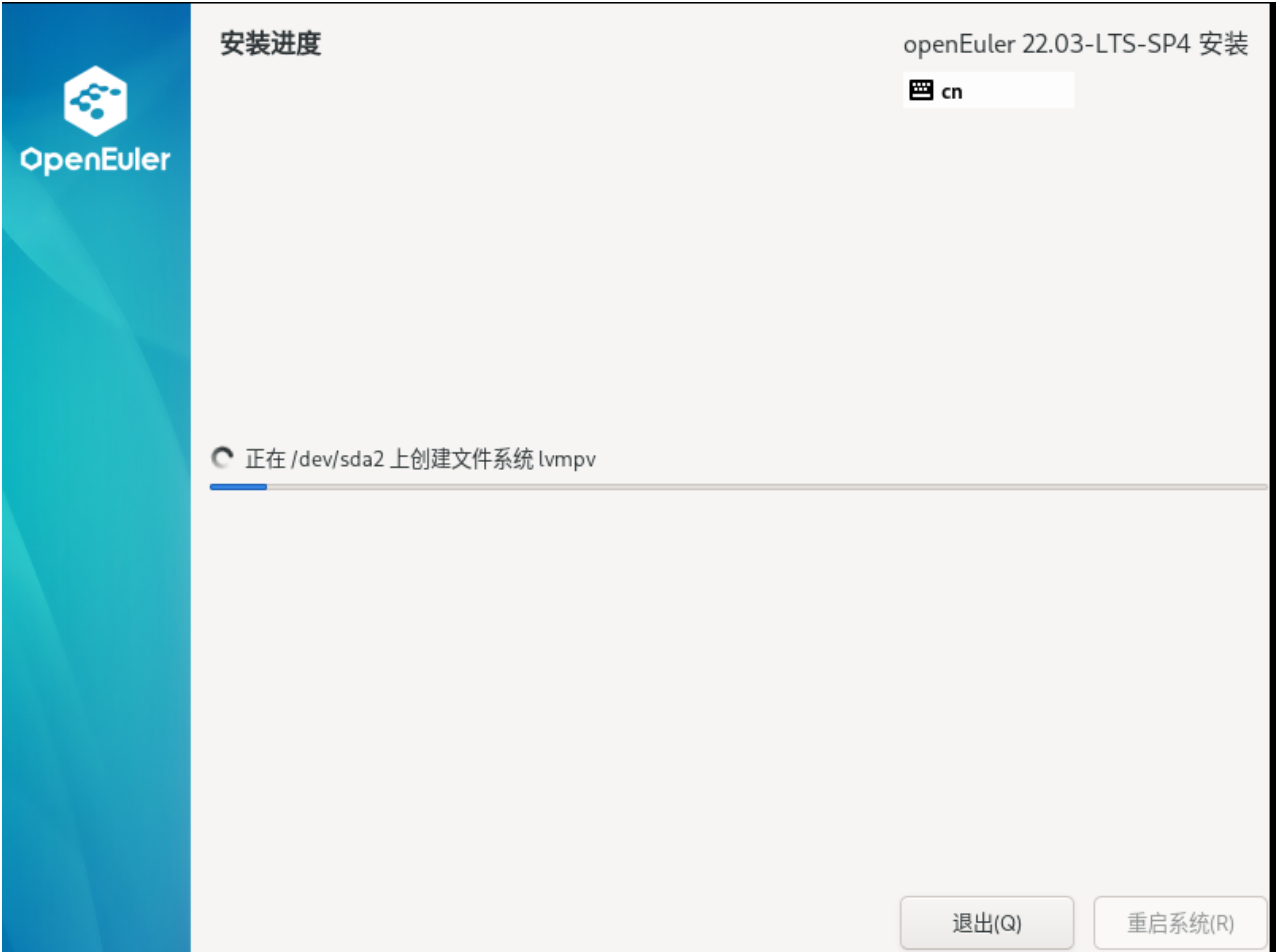 OpenEuler
安装进度
openEuler 22.03-LTS-SP4 安装
cn
正在 /dev/sda2 上创建文件系统 lvmpv
退出(Q)
重启系统(R)